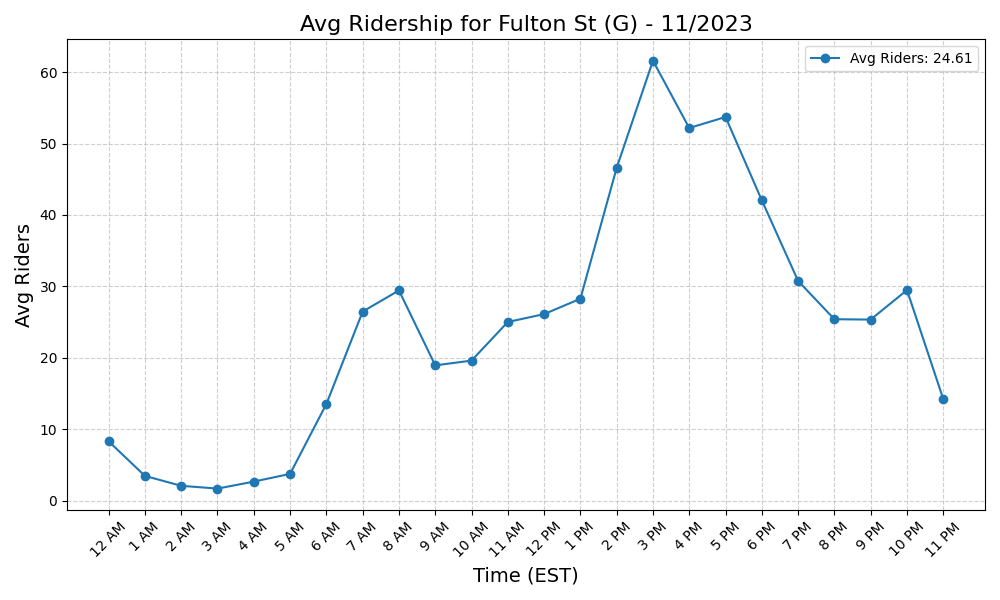 Avg Ridership for Fulton St (G) - 11/2023
Avg Riders: 24.61
Avg Riders
60
50
40
30
20
10
0
12 AM
1 AM
2 AM
3 AM
4 AM
5 AM
6 AM
7 AM
8 AM
9 AM
10 AM
11 AM
12 PM
1 PM
2 PM
3 PM
4 PM
5 PM
6 PM
7 PM
8 PM
9 PM
10 PM
11 PM
Time (EST)